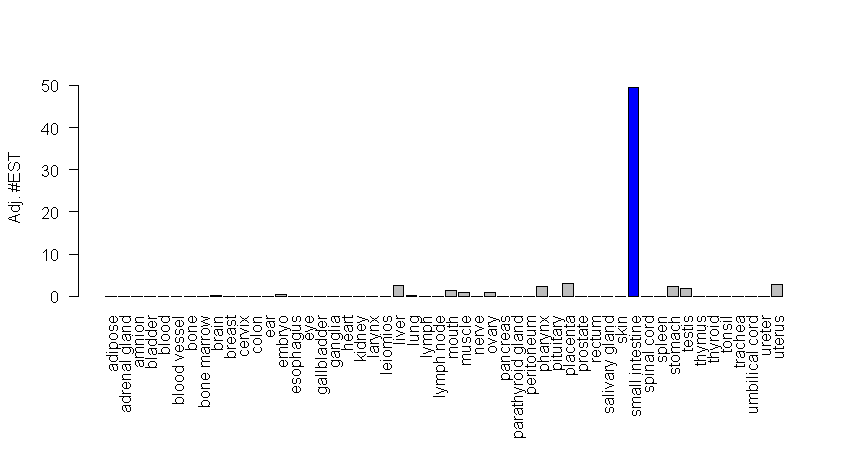 Adj. #EST
50
40
30
20
10
0
adipose
adrenal gland
amnion
bladder
blood
blood vessel
bone
bone marrow
brain
breast
cervix
colon
ear
embryo
esophagus
eye
gallbladder
ganglia
heart
kidney
larynx
leiomios
liver
lung
lymph
lymph node
mouth
muscle
nerve
ovary
pancreas
parathyroid gland
peritoneum
pharynx
pituitary
placenta
prostate
rectum
salivary gland
skin
small intestine
spinal cord
spleen
stomach
testis
thymus
thyroid
tonsil
trachea
umbilical cord
ureter
uterus